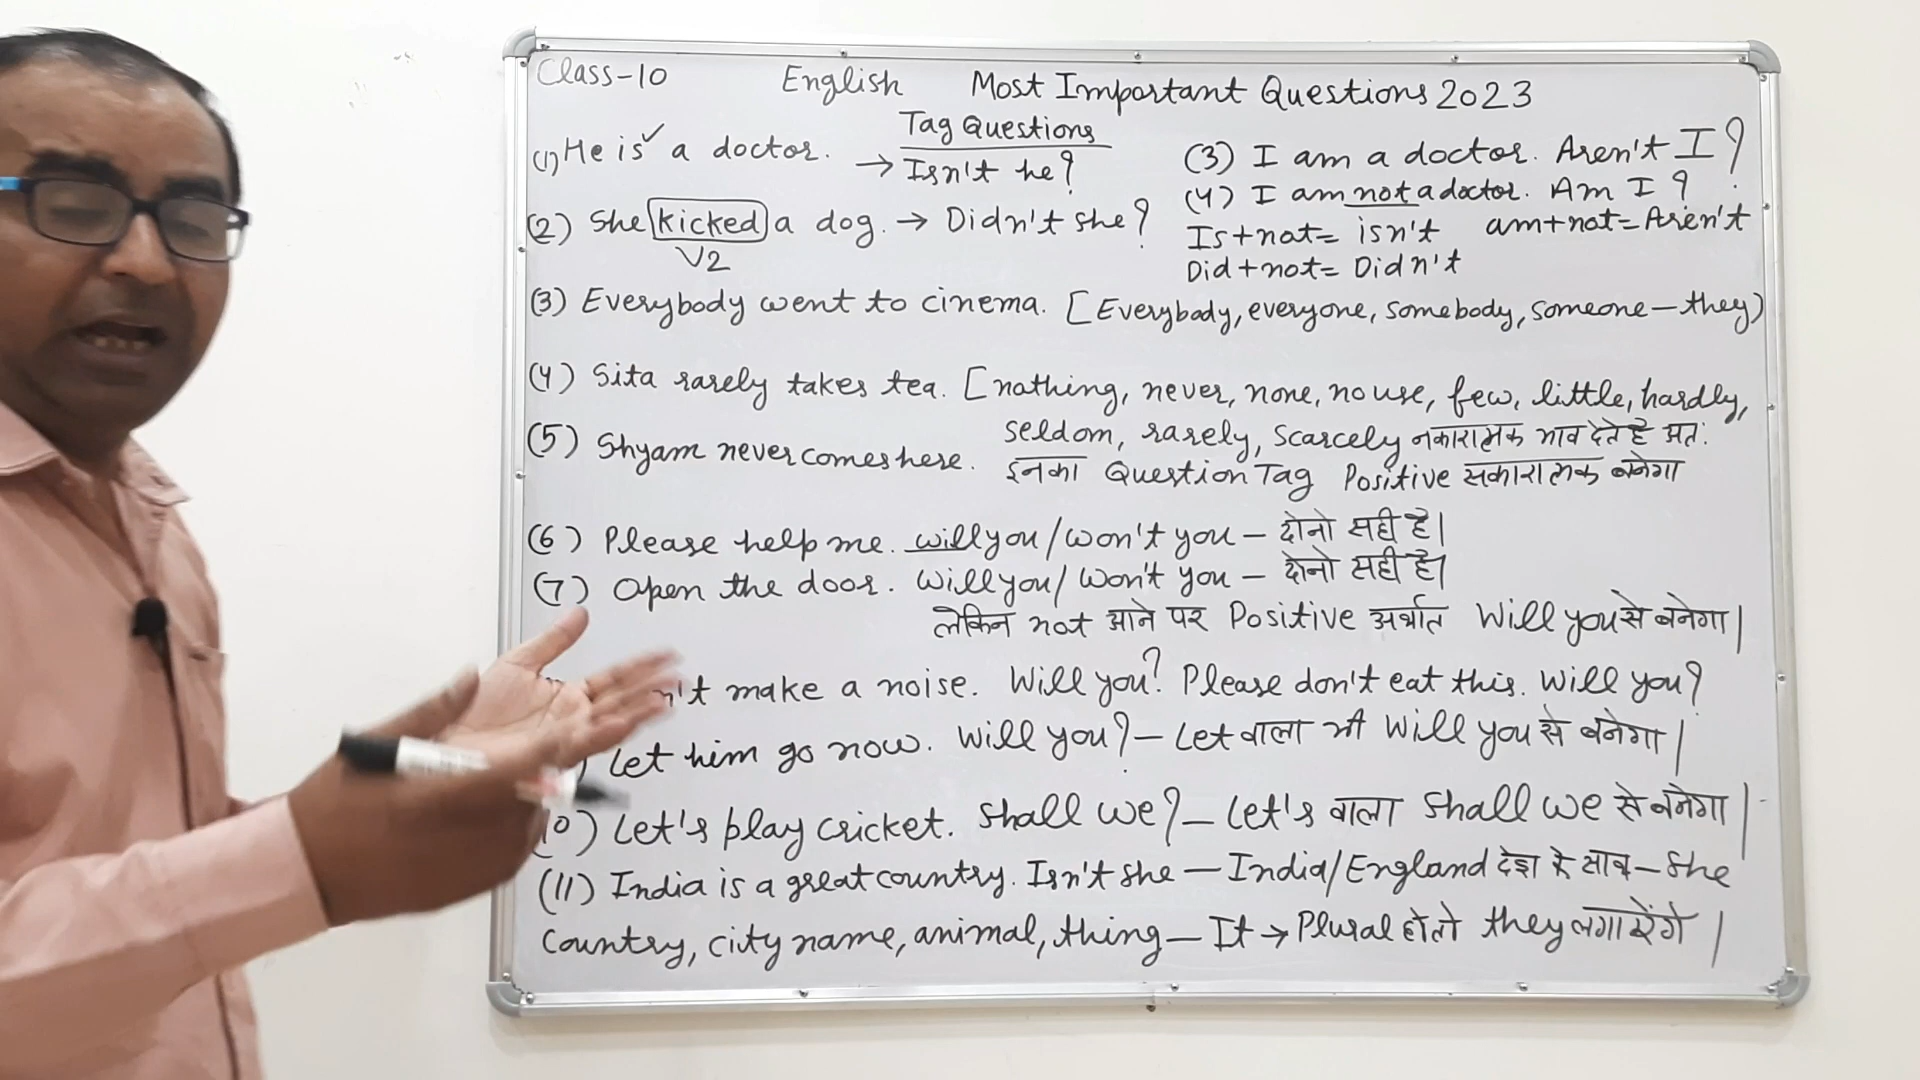 Class-10 English Most Important Questions 2023
Tag Questions
(1) He is a doctor. → Isn't he?
(2) She kicked a dog. → Didn't she?
V2
(3) I am a doctor. Aren't I?
(4) I am not a doctor. Am I?
Is+not= isn't am+not= Aren't
Did+not= Didn't
(3) Everybody went to cinema. [Everybody, everyone, somebody, someone – they)
(4) Sita rarely takes tea. [nothing, never, none, no use, few, little, hardly,
seldom, rarely, scarcely नकारात्मक भाव देते है अत:
(5) Shyam never comes here.
इनका Question Tag Positive सकारात्मक बनेगा
(6) Please help me. will you/won't you – दोनो सही है।
(7) Open the door. Will you/ Won't you – दोनो सही है।
लेकिन not आने पर Positive अर्थात Will you से बनेगा।
n't make a noise. Will you? Please don't eat this. Will you?
) Let him go now. Will you? – Let वाला भी Will you से बनेगा।
10) Let's play cricket. Shall we? – Let's वाला Shall we से बनेगा।
(11) India is a great country. Isn't she – India/England देश के साथ – She
Country, city name, animal, thing – It → Plural हो तो they लगायेंगे।